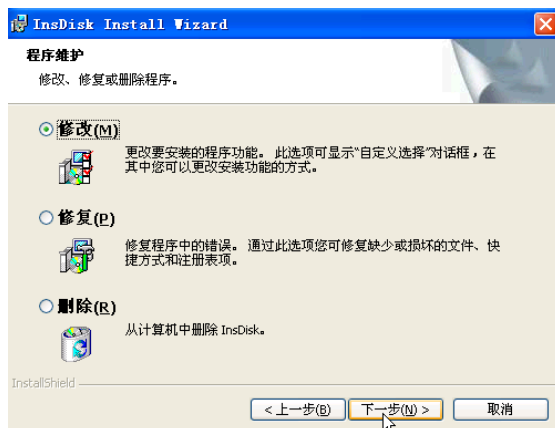 InsDisk Install Wizard
程序维护
修改、修复或删除程序。
修改(M)
更改要安装的程序功能。 此选项可显示“自定义选择”对话框，在
其中您可以更改安装功能的方式。
修复(P)
修复程序中的错误。 通过此选项您可修复缺少或损坏的文件、快
捷方式和注册表项。
删除(R)
从计算机中删除 InsDisk。
InstallShield
< 上一步(B) 下一步(N) > 取消